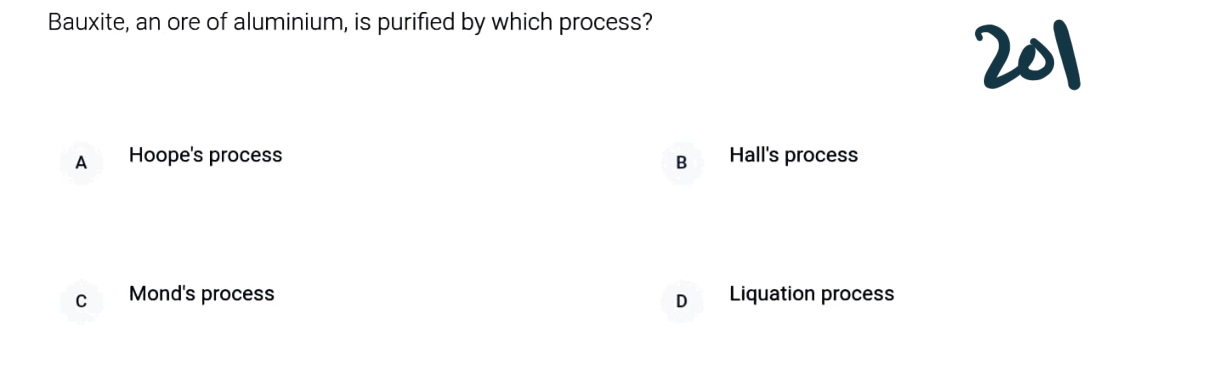 Bauxite, an ore of aluminium, is purified by which process?
201
A Hoope's process
B Hall's process
C Mond's process
D Liquation process